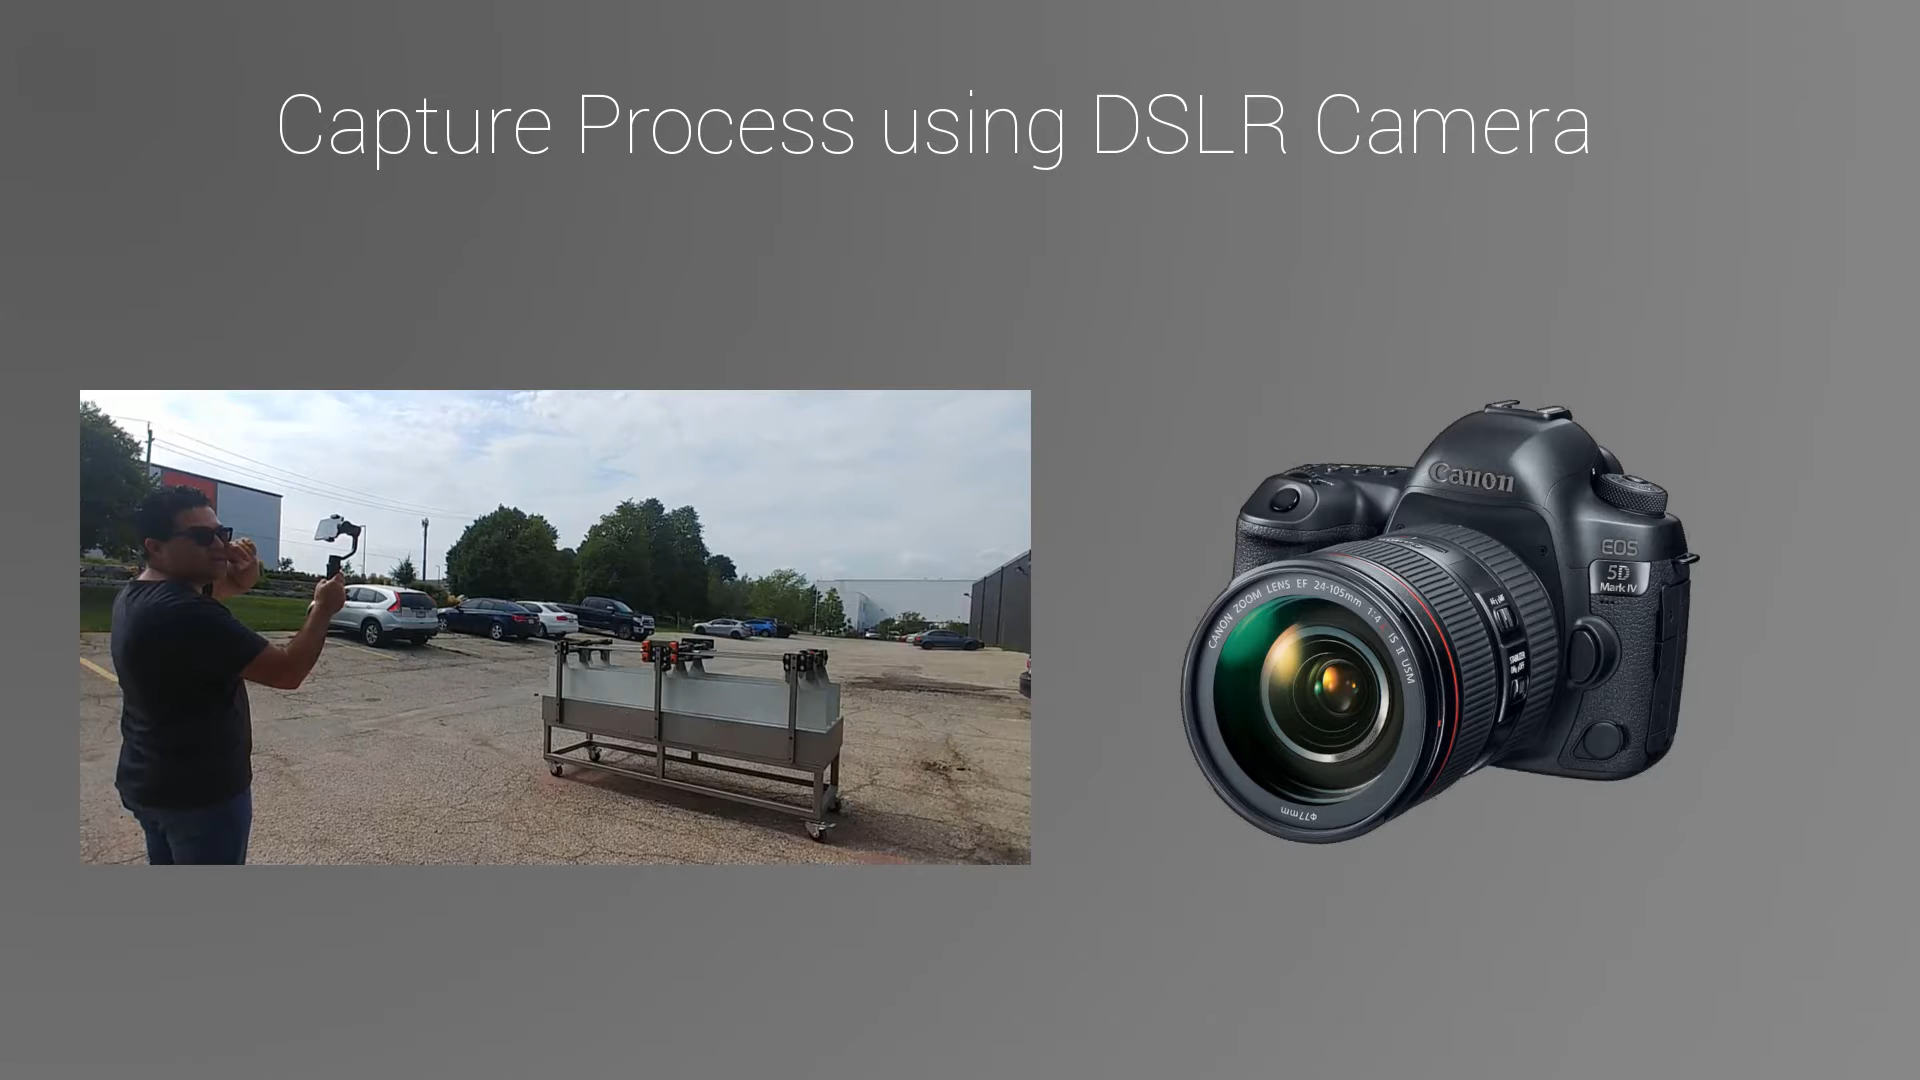 Capture Process using DSLR Camera
Canon
EOS
5D
Mark IV
CANON ZOOM LENS EF 24-105mm 1:4 L IS II USM
ø77mm